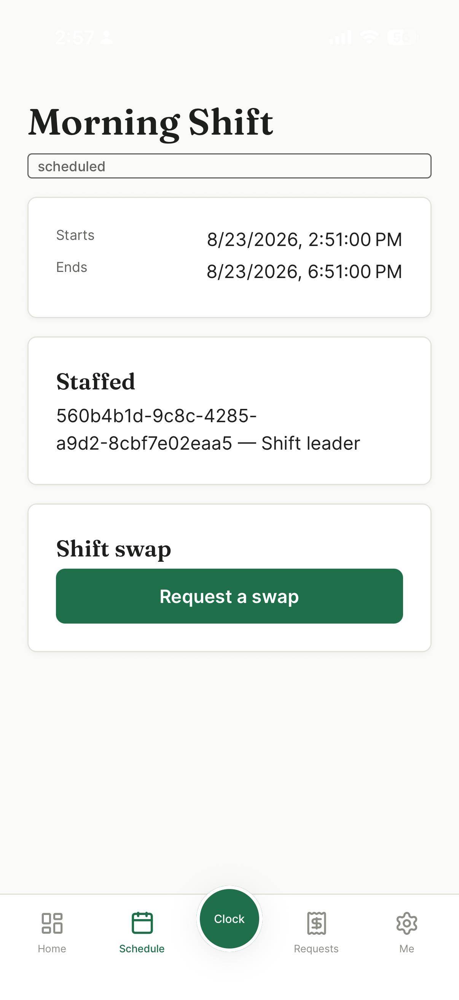 2:57
Morning Shift
scheduled
Starts 8/23/2026, 2:51:00 PM
Ends 8/23/2026, 6:51:00 PM
Staffed
560b4b1d-9c8c-4285-
a9d2-8cbf7e02eaa5 — Shift leader
Shift swap
Request a swap
Home Schedule Clock Requests Me